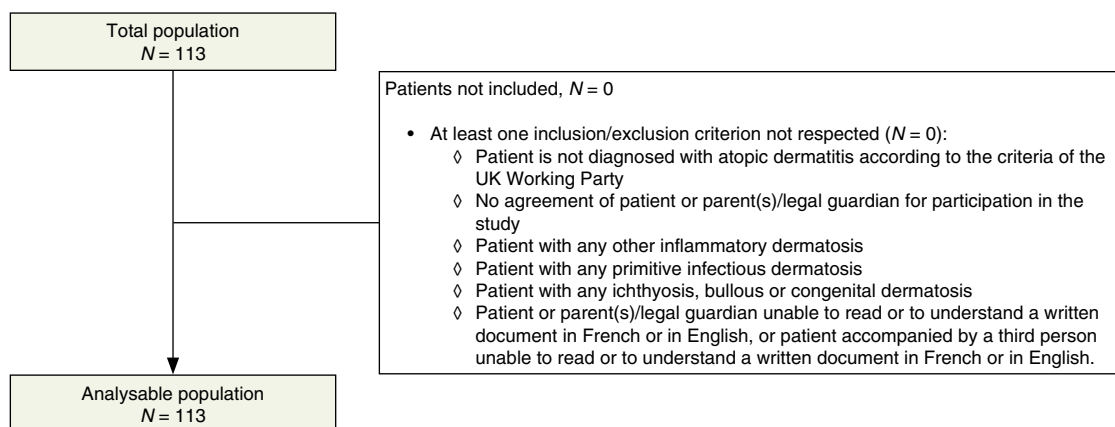 Total population
N = 113
Patients not included, N = 0
• At least one inclusion/exclusion criterion not respected (N = 0):
◊ Patient is not diagnosed with atopic dermatitis according to the criteria of the
UK Working Party
◊ No agreement of patient or parent(s)/legal guardian for participation in the
study
◊ Patient with any other inflammatory dermatosis
◊ Patient with any primitive infectious dermatosis
◊ Patient with any ichthyosis, bullous or congenital dermatosis
◊ Patient or parent(s)/legal guardian unable to read or to understand a written
document in French or in English, or patient accompanied by a third person
unable to read or to understand a written document in French or in English.
Analysable population
N = 113